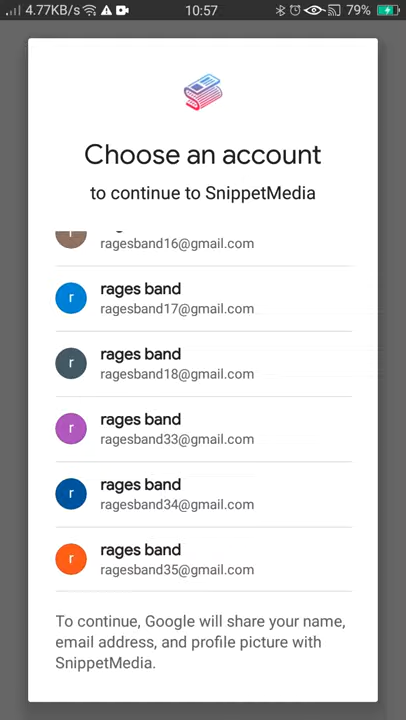 4.77KB/s 10:57 79%
Choose an account
to continue to SnippetMedia
ragesband16@gmail.com
r rages band
ragesband17@gmail.com
r rages band
ragesband18@gmail.com
r rages band
ragesband33@gmail.com
r rages band
ragesband34@gmail.com
r rages band
ragesband35@gmail.com
To continue, Google will share your name,
email address, and profile picture with
SnippetMedia.